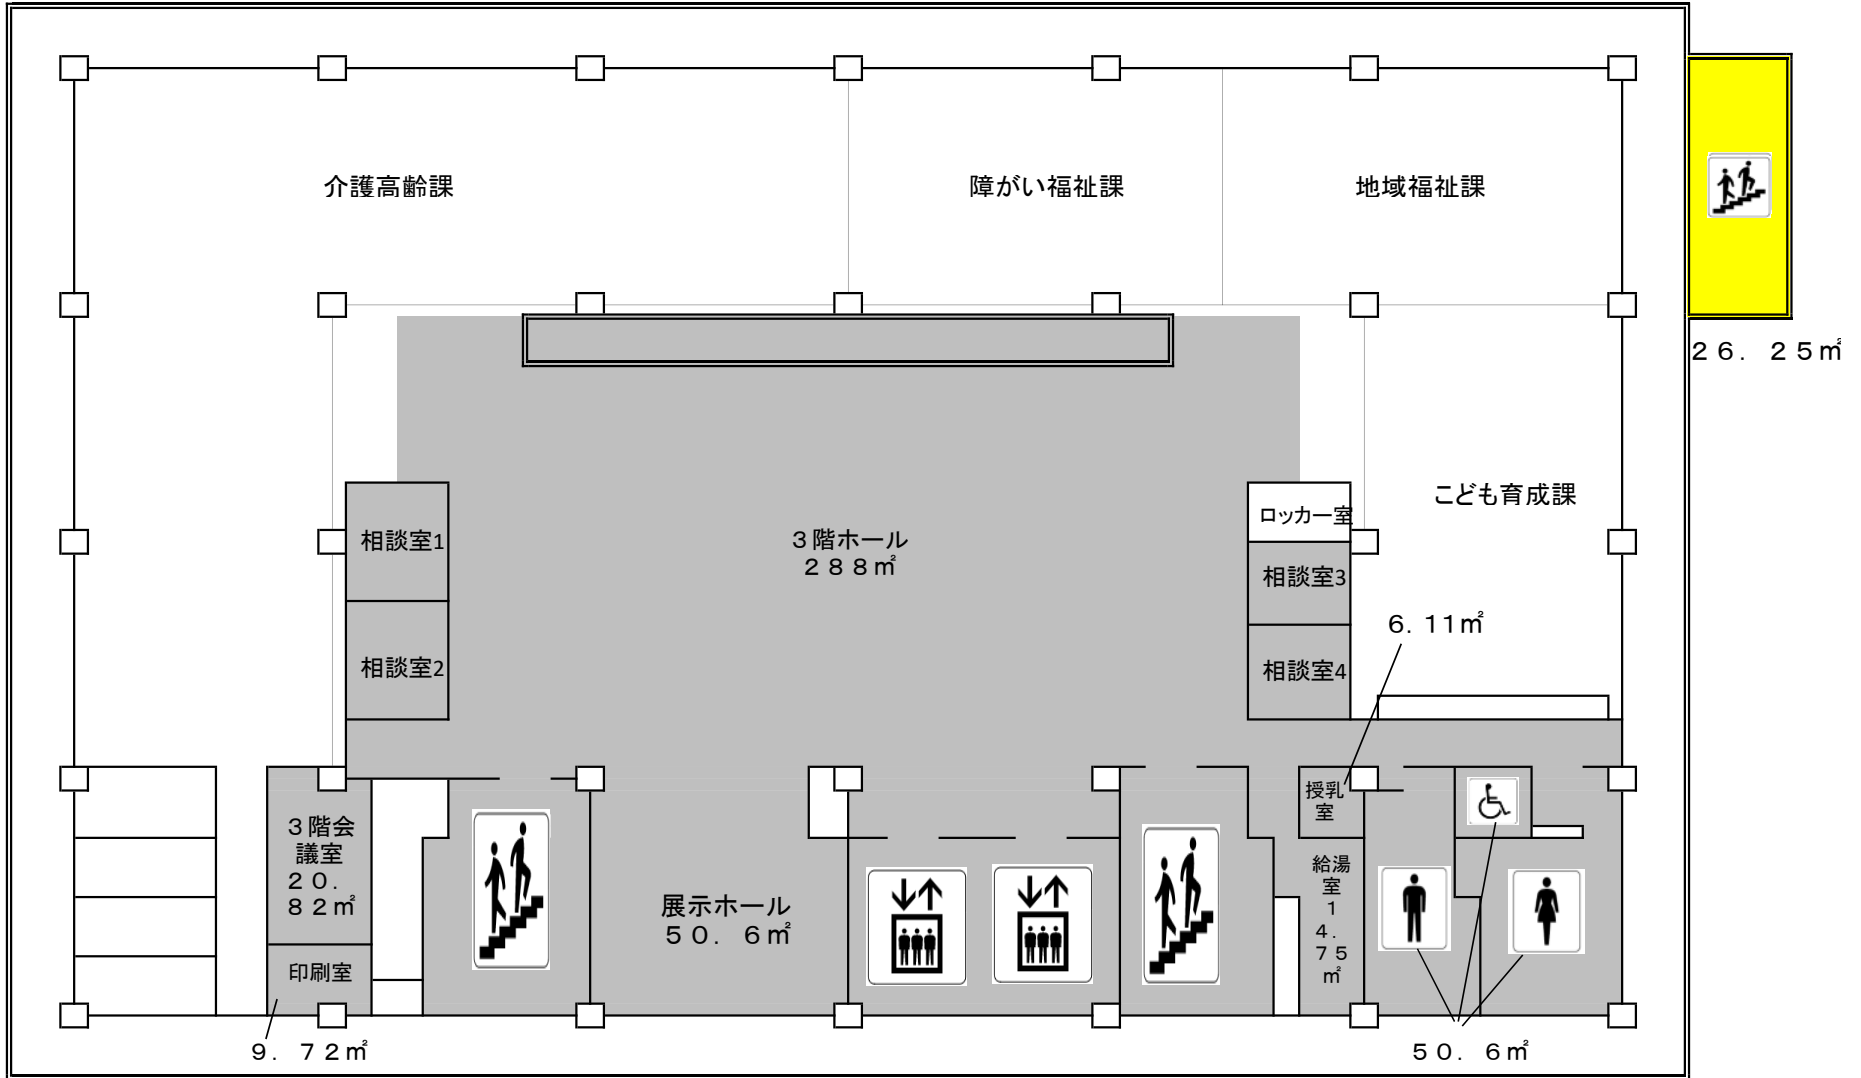 介護高齢課
障がい福祉課
地域福祉課
２６．２５㎡
こども育成課
ロッカー室
相談室1
３階ホール
２８８㎡
相談室3
６．１１㎡
相談室2
相談室4
授乳
室
３階会
議室
２０．
８２㎡
給湯
室
１
４．
７５
㎡
展示ホール
５０．６㎡
印刷室
９．７２㎡
５０．６㎡